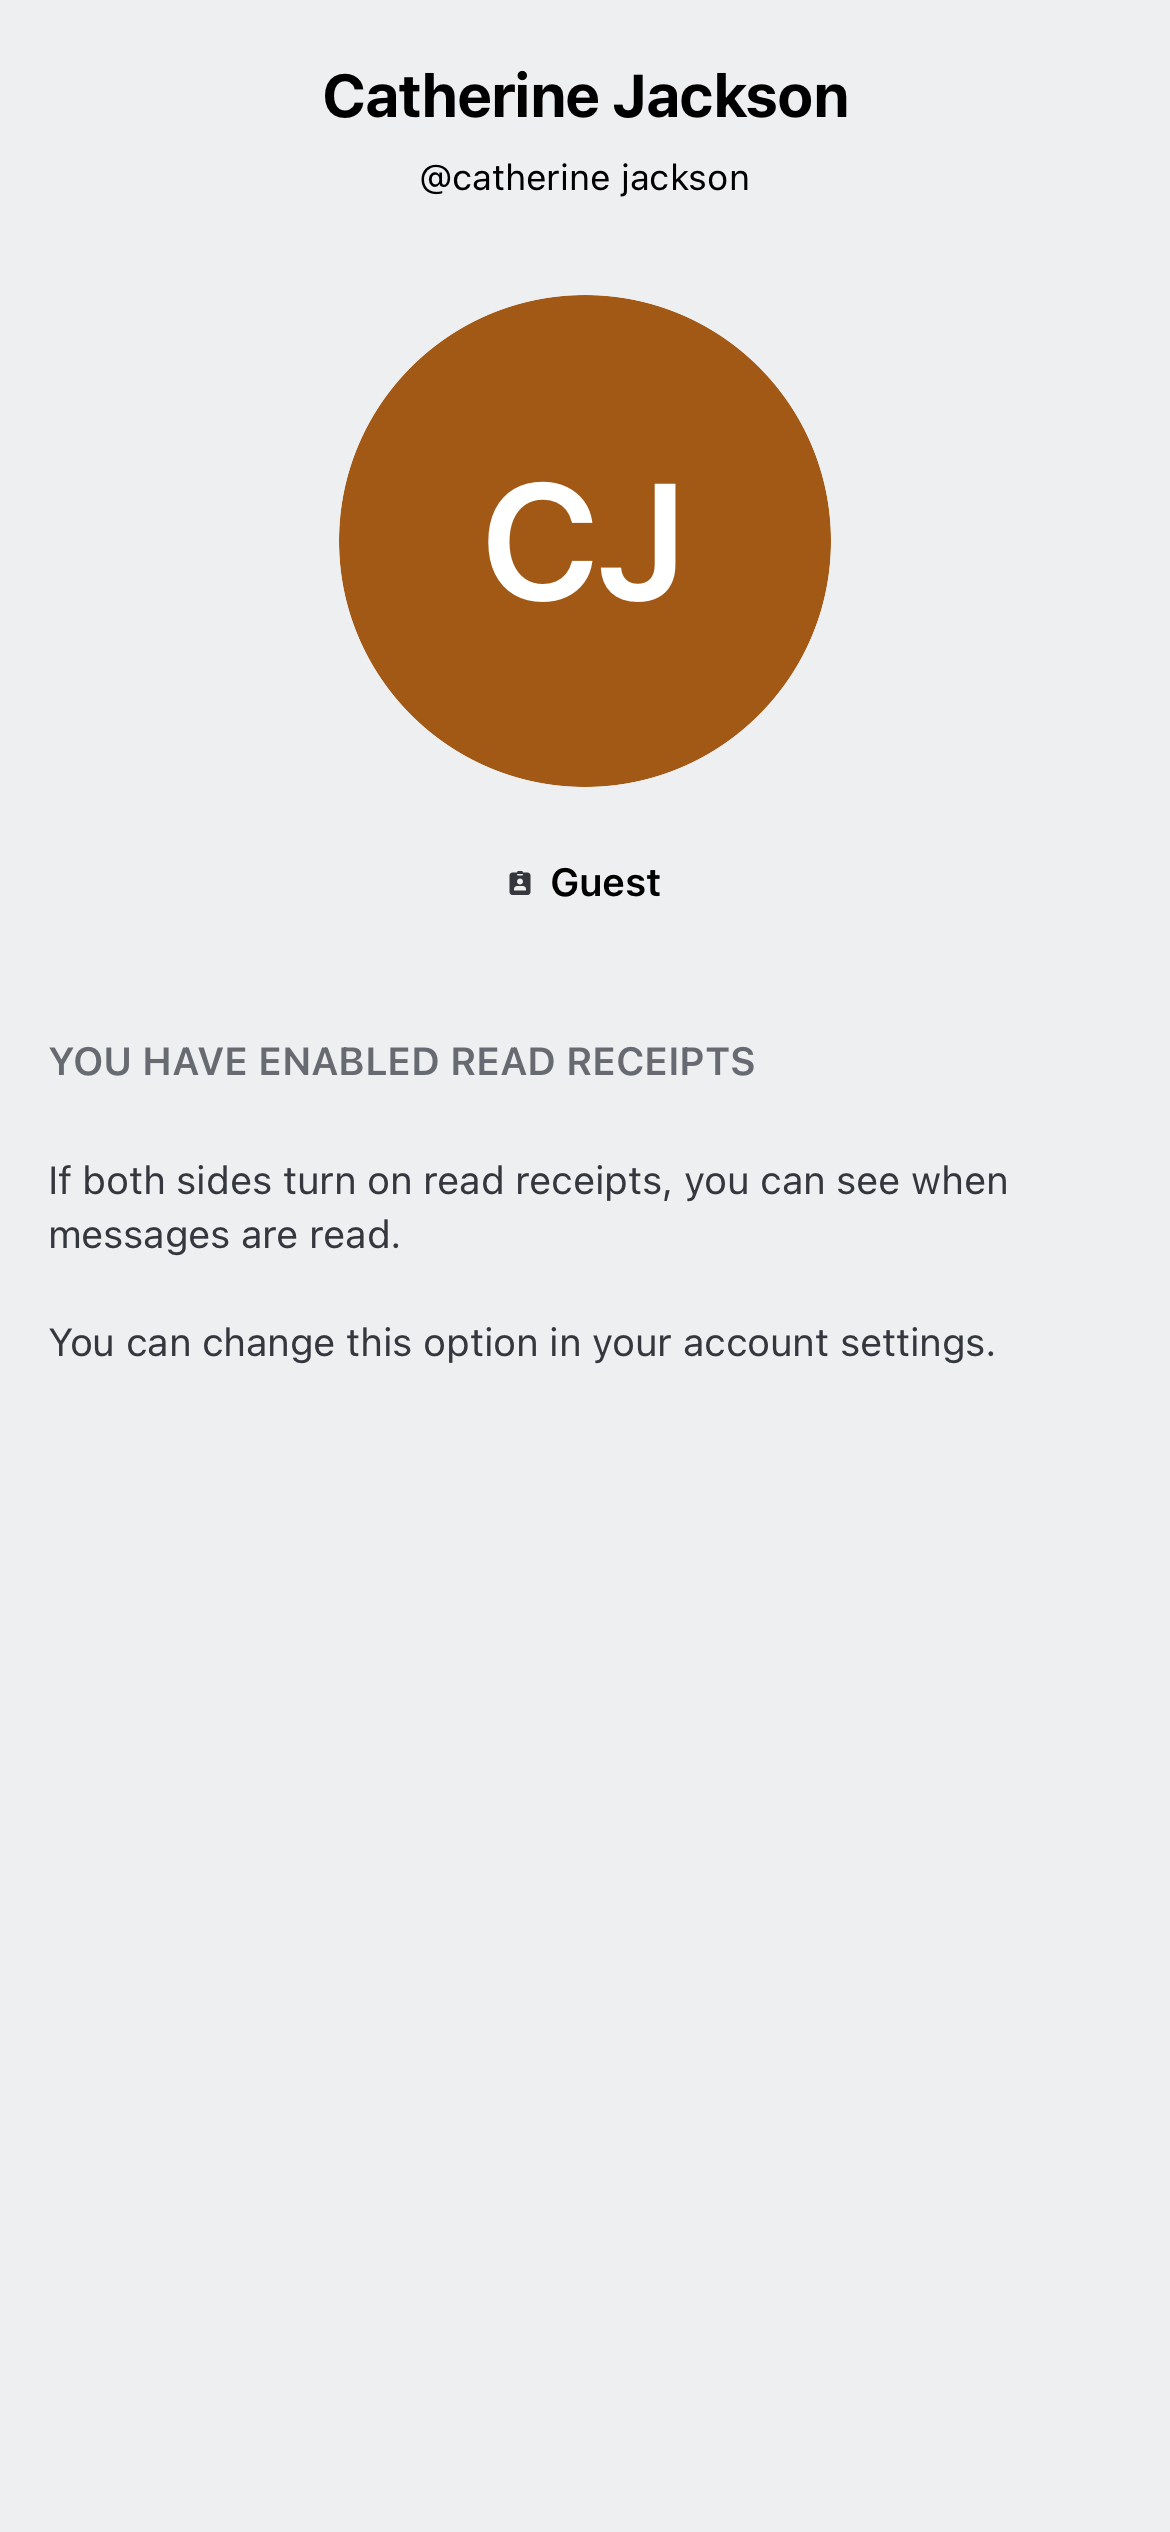 Catherine Jackson
@catherine jackson
CJ
Guest
YOU HAVE ENABLED READ RECEIPTS
If both sides turn on read receipts, you can see when
messages are read.
You can change this option in your account settings.